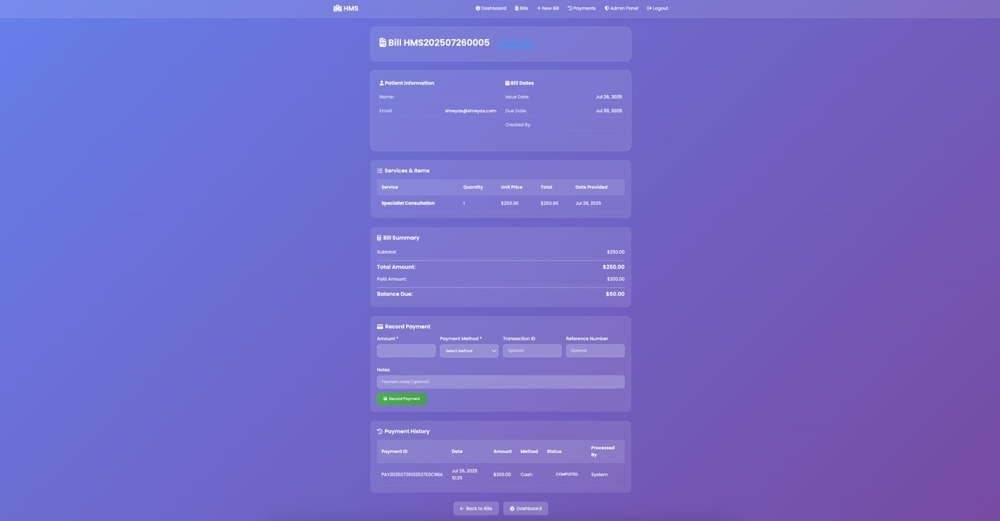 HMS
Dashboard
Bills
New Bill
Payments
Admin Panel
Logout
Bill HMS202507260005
Patient Information
Name:
Email: shreyas@shreyas.com
Bill Dates
Issue Date: Jul 26, 2025
Due Date: Jul 30, 2025
Created By:
Services & Items
Service Quantity Unit Price Total Date Provided
Specialist Consultation 1 $250.00 $250.00 Jul 26, 2025
Bill Summary
Subtotal: $250.00
Total Amount: $250.00
Paid Amount: $200.00
Balance Due: $50.00
Record Payment
Amount * Payment Method * Transaction ID Reference Number
Select Method Optional Optional
Notes
Payment notes (optional)
Record Payment
Payment History
Payment ID Date Amount Method Status Processed By
PAY20250726102537E0C9BA Jul 26, 2025 10:25 $200.00 Cash COMPLETED System
Back to Bills
Dashboard